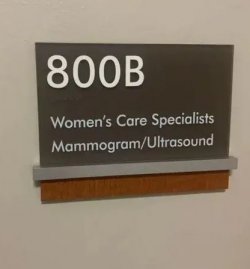 800B
Women's Care Specialists
Mammogram/Ultrasound